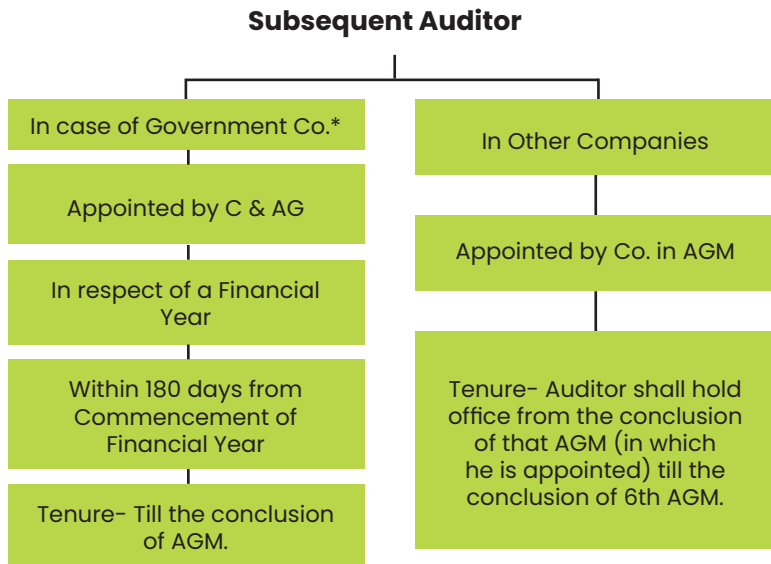 Subsequent Auditor
In case of Government Co.*
Appointed by C & AG
In respect of a Financial
Year
Within 180 days from
Commencement of
Financial Year
Tenure- Till the conclusion
of AGM.
In Other Companies
Appointed by Co. in AGM
Tenure- Auditor shall hold
office from the conclusion
of that AGM (in which
he is appointed) till the
conclusion of 6th AGM.